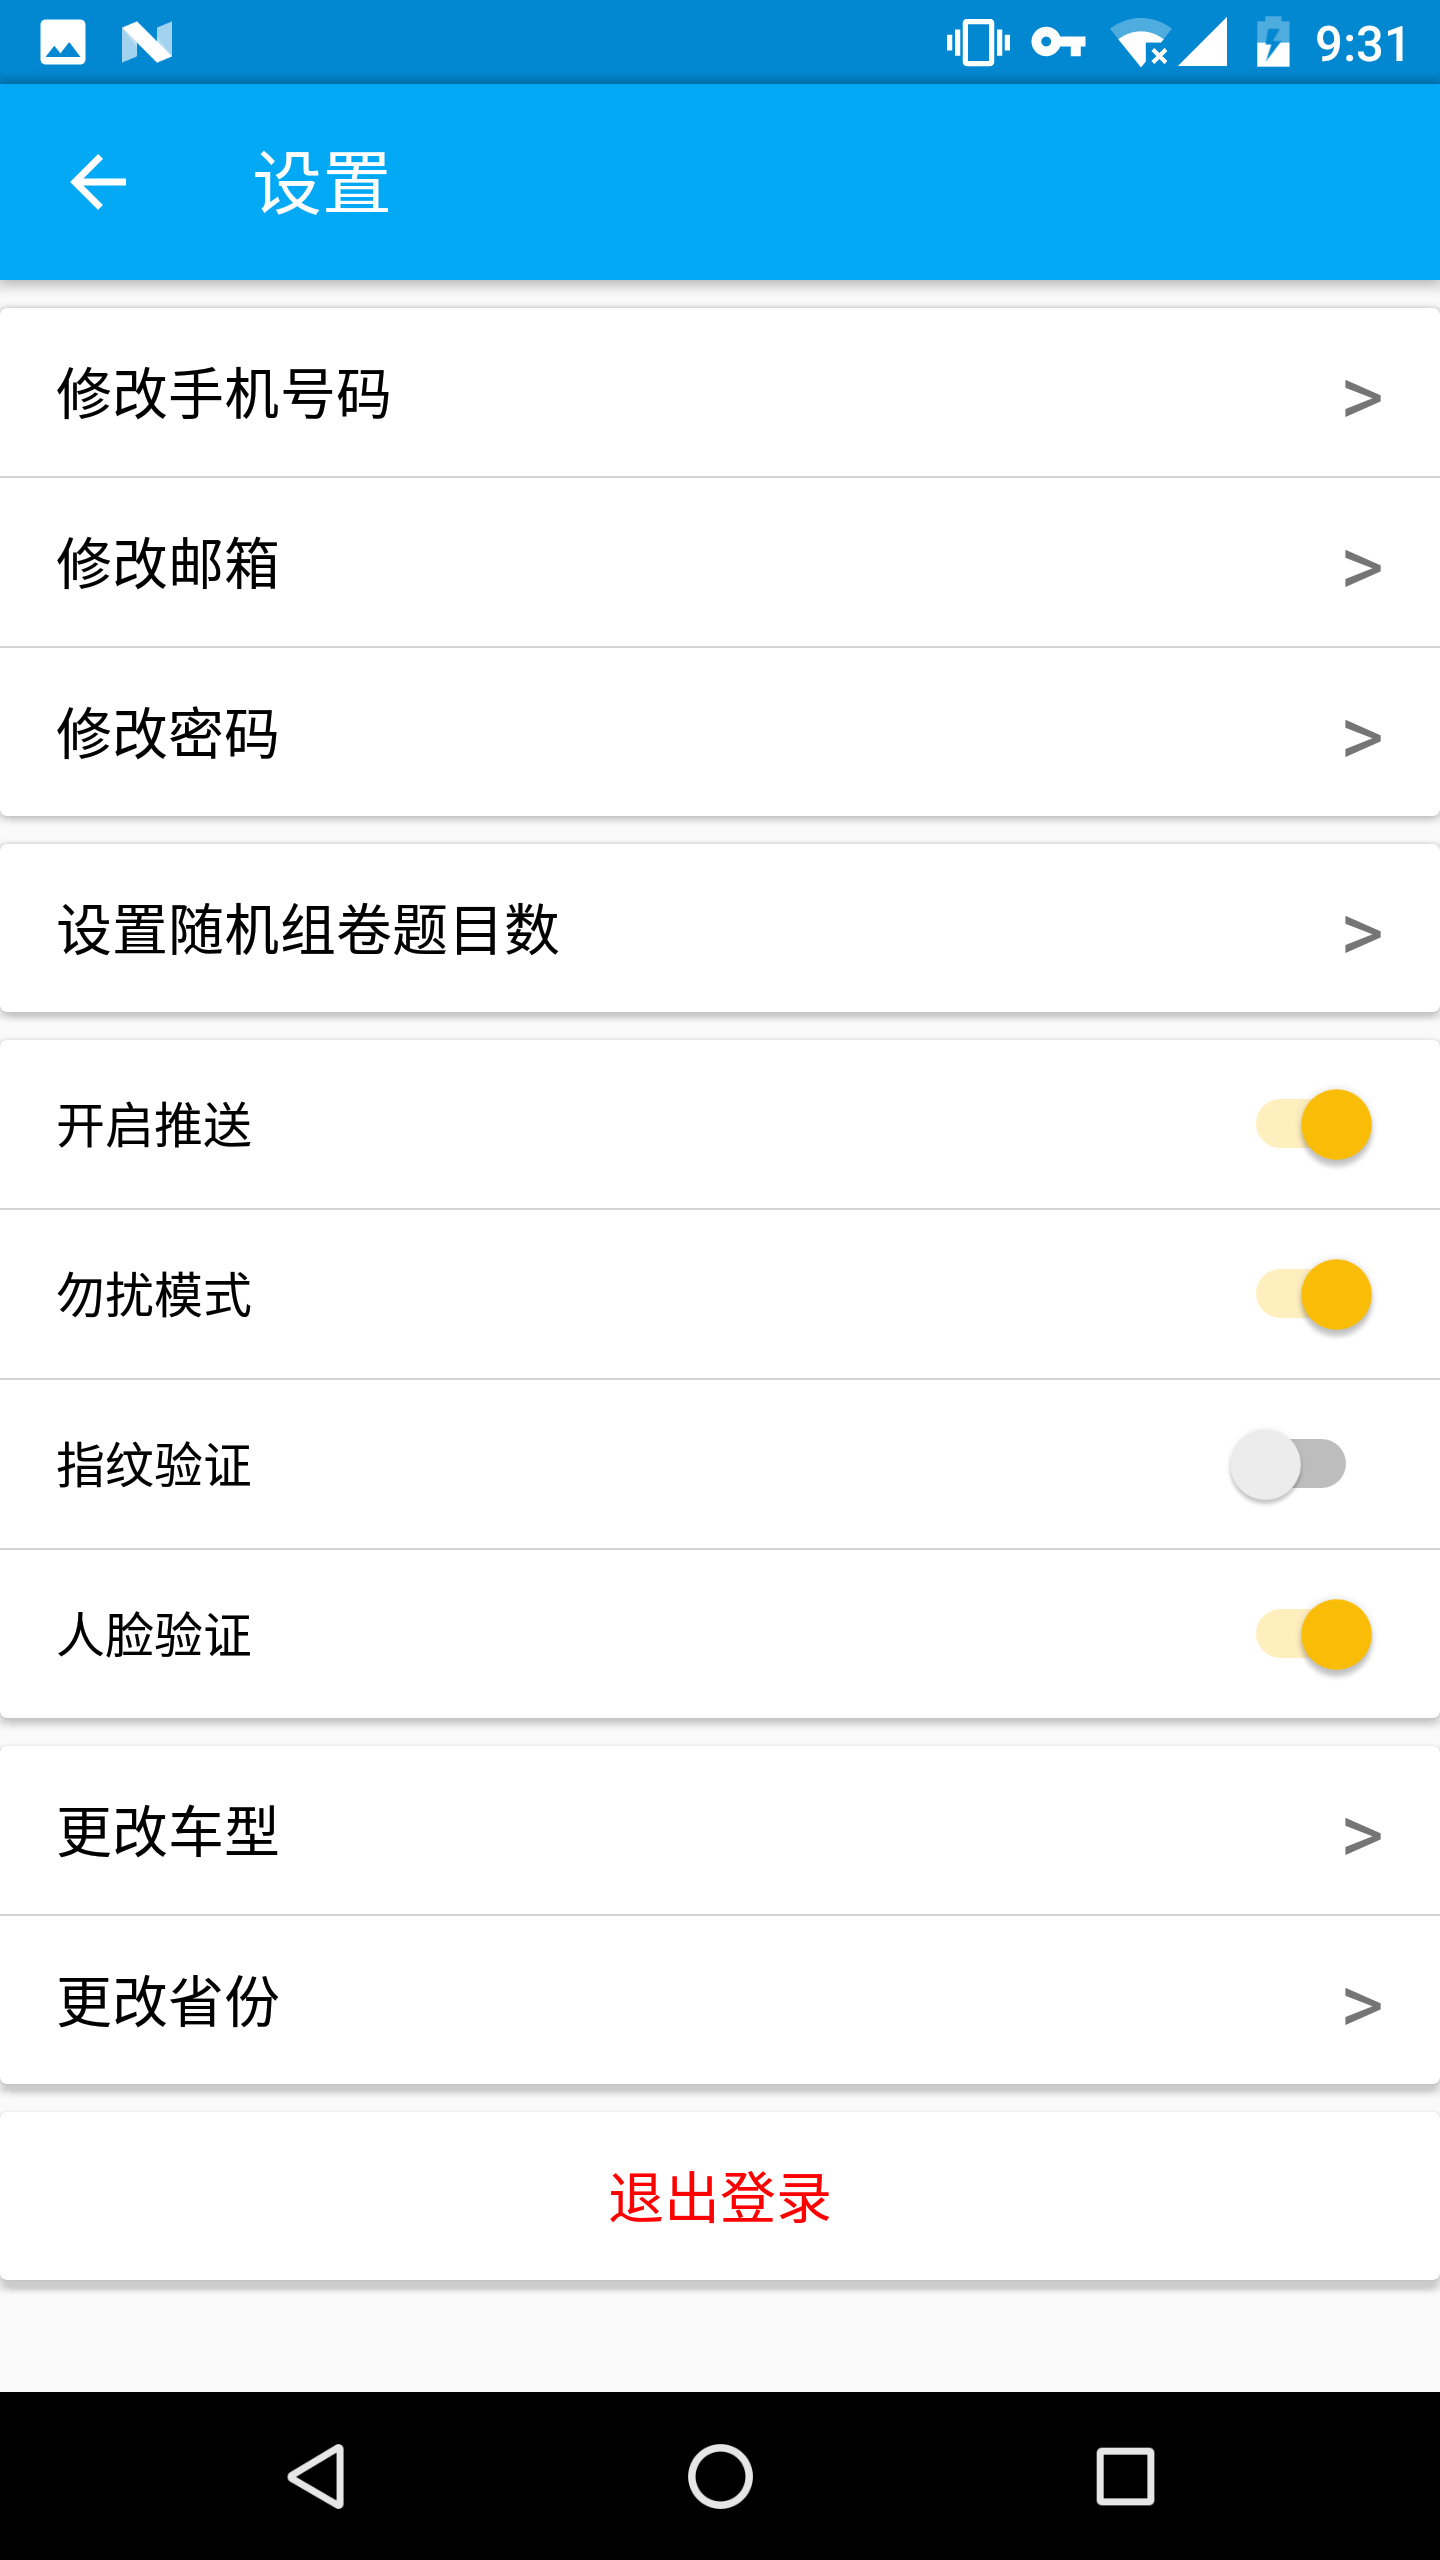 9:31
设置
修改手机号码 >
修改邮箱 >
修改密码 >
设置随机组卷题目数 >
开启推送
勿扰模式
指纹验证
人脸验证
更改车型 >
更改省份 >
退出登录